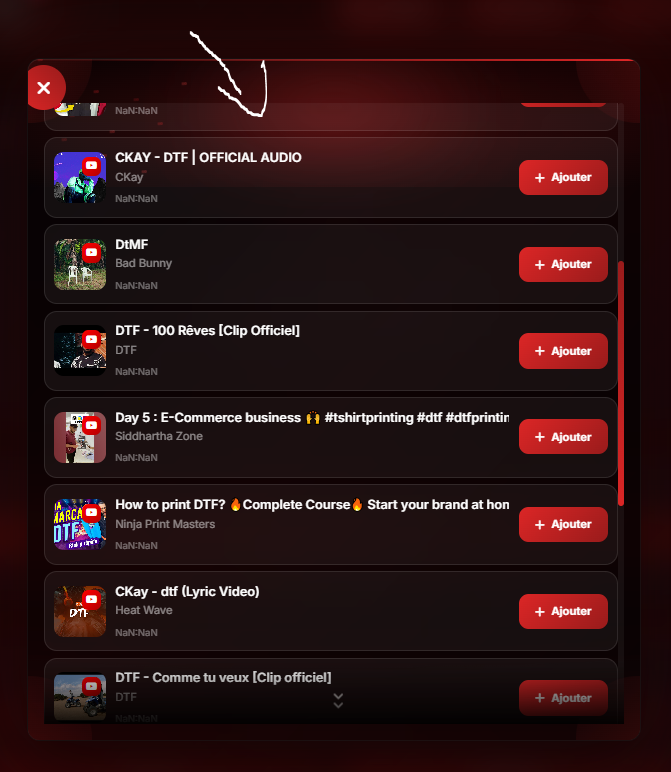 NaN:NaN
CKAY - DTF | OFFICIAL AUDIO
CKay
NaN:NaN
+ Ajouter
DtMF
Bad Bunny
NaN:NaN
+ Ajouter
DTF - 100 Rêves [Clip Officiel]
DTF
NaN:NaN
+ Ajouter
Day 5 : E-Commerce business 🙌 #tshirtprinting #dtf #dtfprintin
Siddhartha Zone
NaN:NaN
+ Ajouter
How to print DTF? 🔥Complete Course🔥 Start your brand at hon
Ninja Print Masters
NaN:NaN
+ Ajouter
CKay - dtf (Lyric Video)
Heat Wave
NaN:NaN
+ Ajouter
DTF - Comme tu veux [Clip officiel]
DTF
NaN:NaN
+ Ajouter